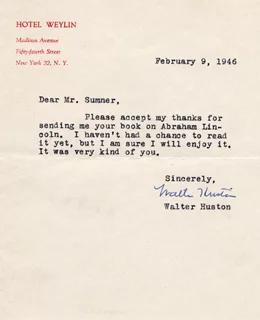 HOTEL WEYLIN
Madison Avenue
Fifty-fourth Street
New York 22, N. Y.
February 9, 1946
Dear Mr. Sumner,
Please accept my thanks for
sending me your book on Abraham Lin-
coln. I haven't had a chance to read
it yet, but I am sure I will enjoy it.
It was very kind of you.
Sincerely,
Walter Huston
Walter Huston